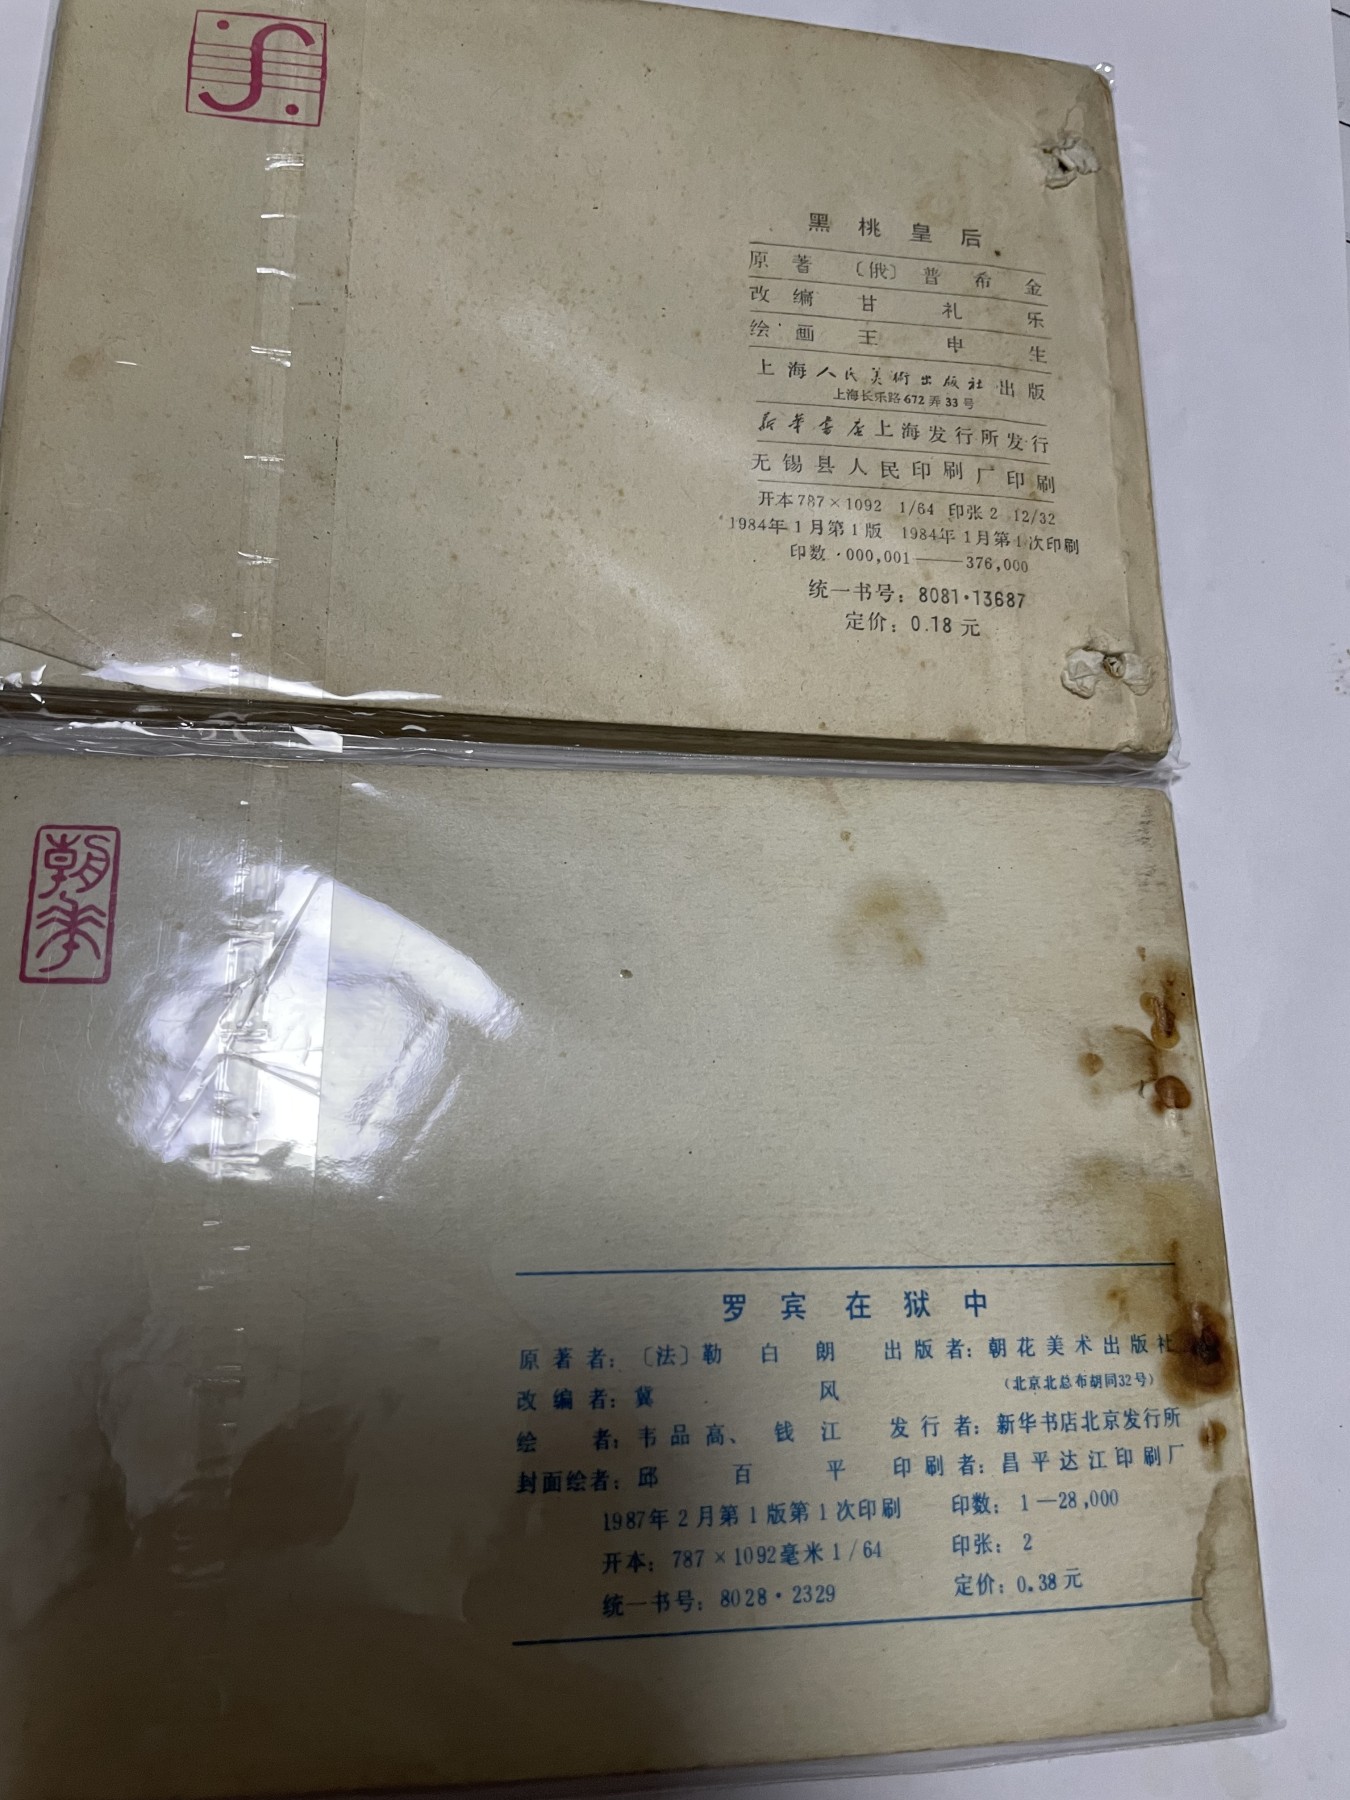 黑桃皇后
原著 〔俄〕普希金
改编 甘礼乐
绘画 王申生
上海人民美術出版社出版
上海长乐路672弄33号
新华书店上海发行所发行
无锡县人民印刷厂印刷
开本787×1092 1/64 印张2 12/32
1984年1月第1版 1984年1月第1次印刷
印数·000,001——376,000
统一书号：8081·13687
定价：0.18元
朝花
罗宾在狱中
原著者：〔法〕勒白朗 出版者：朝花美术出版社
（北京北总布胡同32号）
改编者：冀风
绘者：韦品高、钱江 发行者：新华书店北京发行所
封面绘者：邱百平 印刷者：昌平达江印刷厂
1987年2月第1版第1次印刷 印数：1—28,000
开本：787×1092毫米1/64 印张：2
统一书号：8028·2329 定价：0.38元